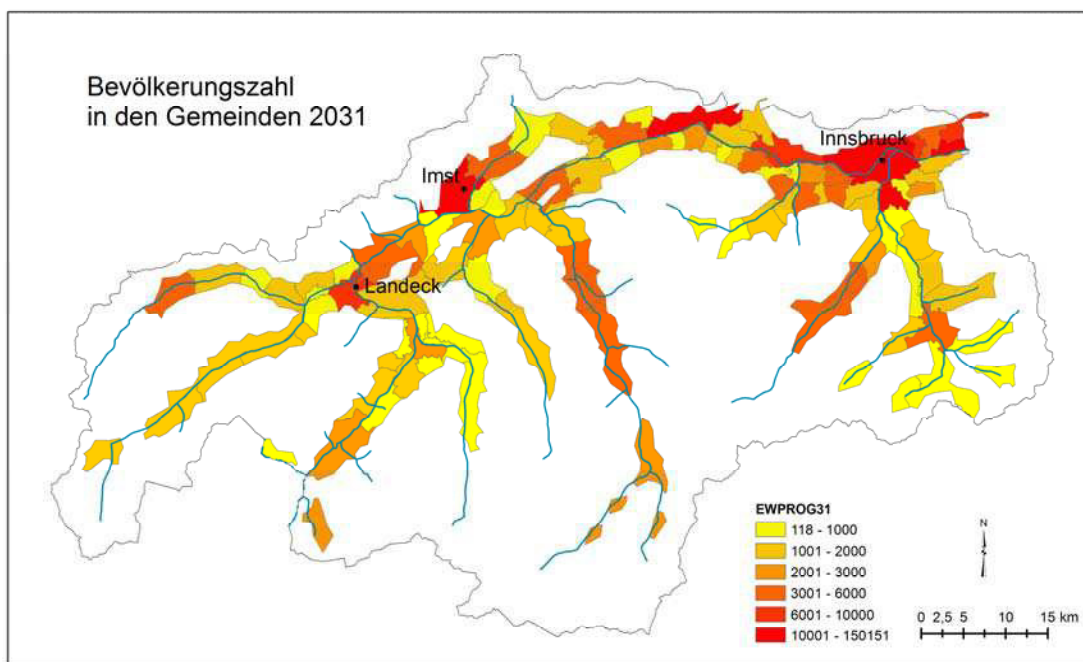 Bevölkerungszahl
in den Gemeinden 2031
Innsbruck
Imst
Landeck
EWPROG31
118 - 1000
1001 - 2000
2001 - 3000
3001 - 6000
6001 - 10000
10001 - 150151
N
0 2,5 5 10 15 km